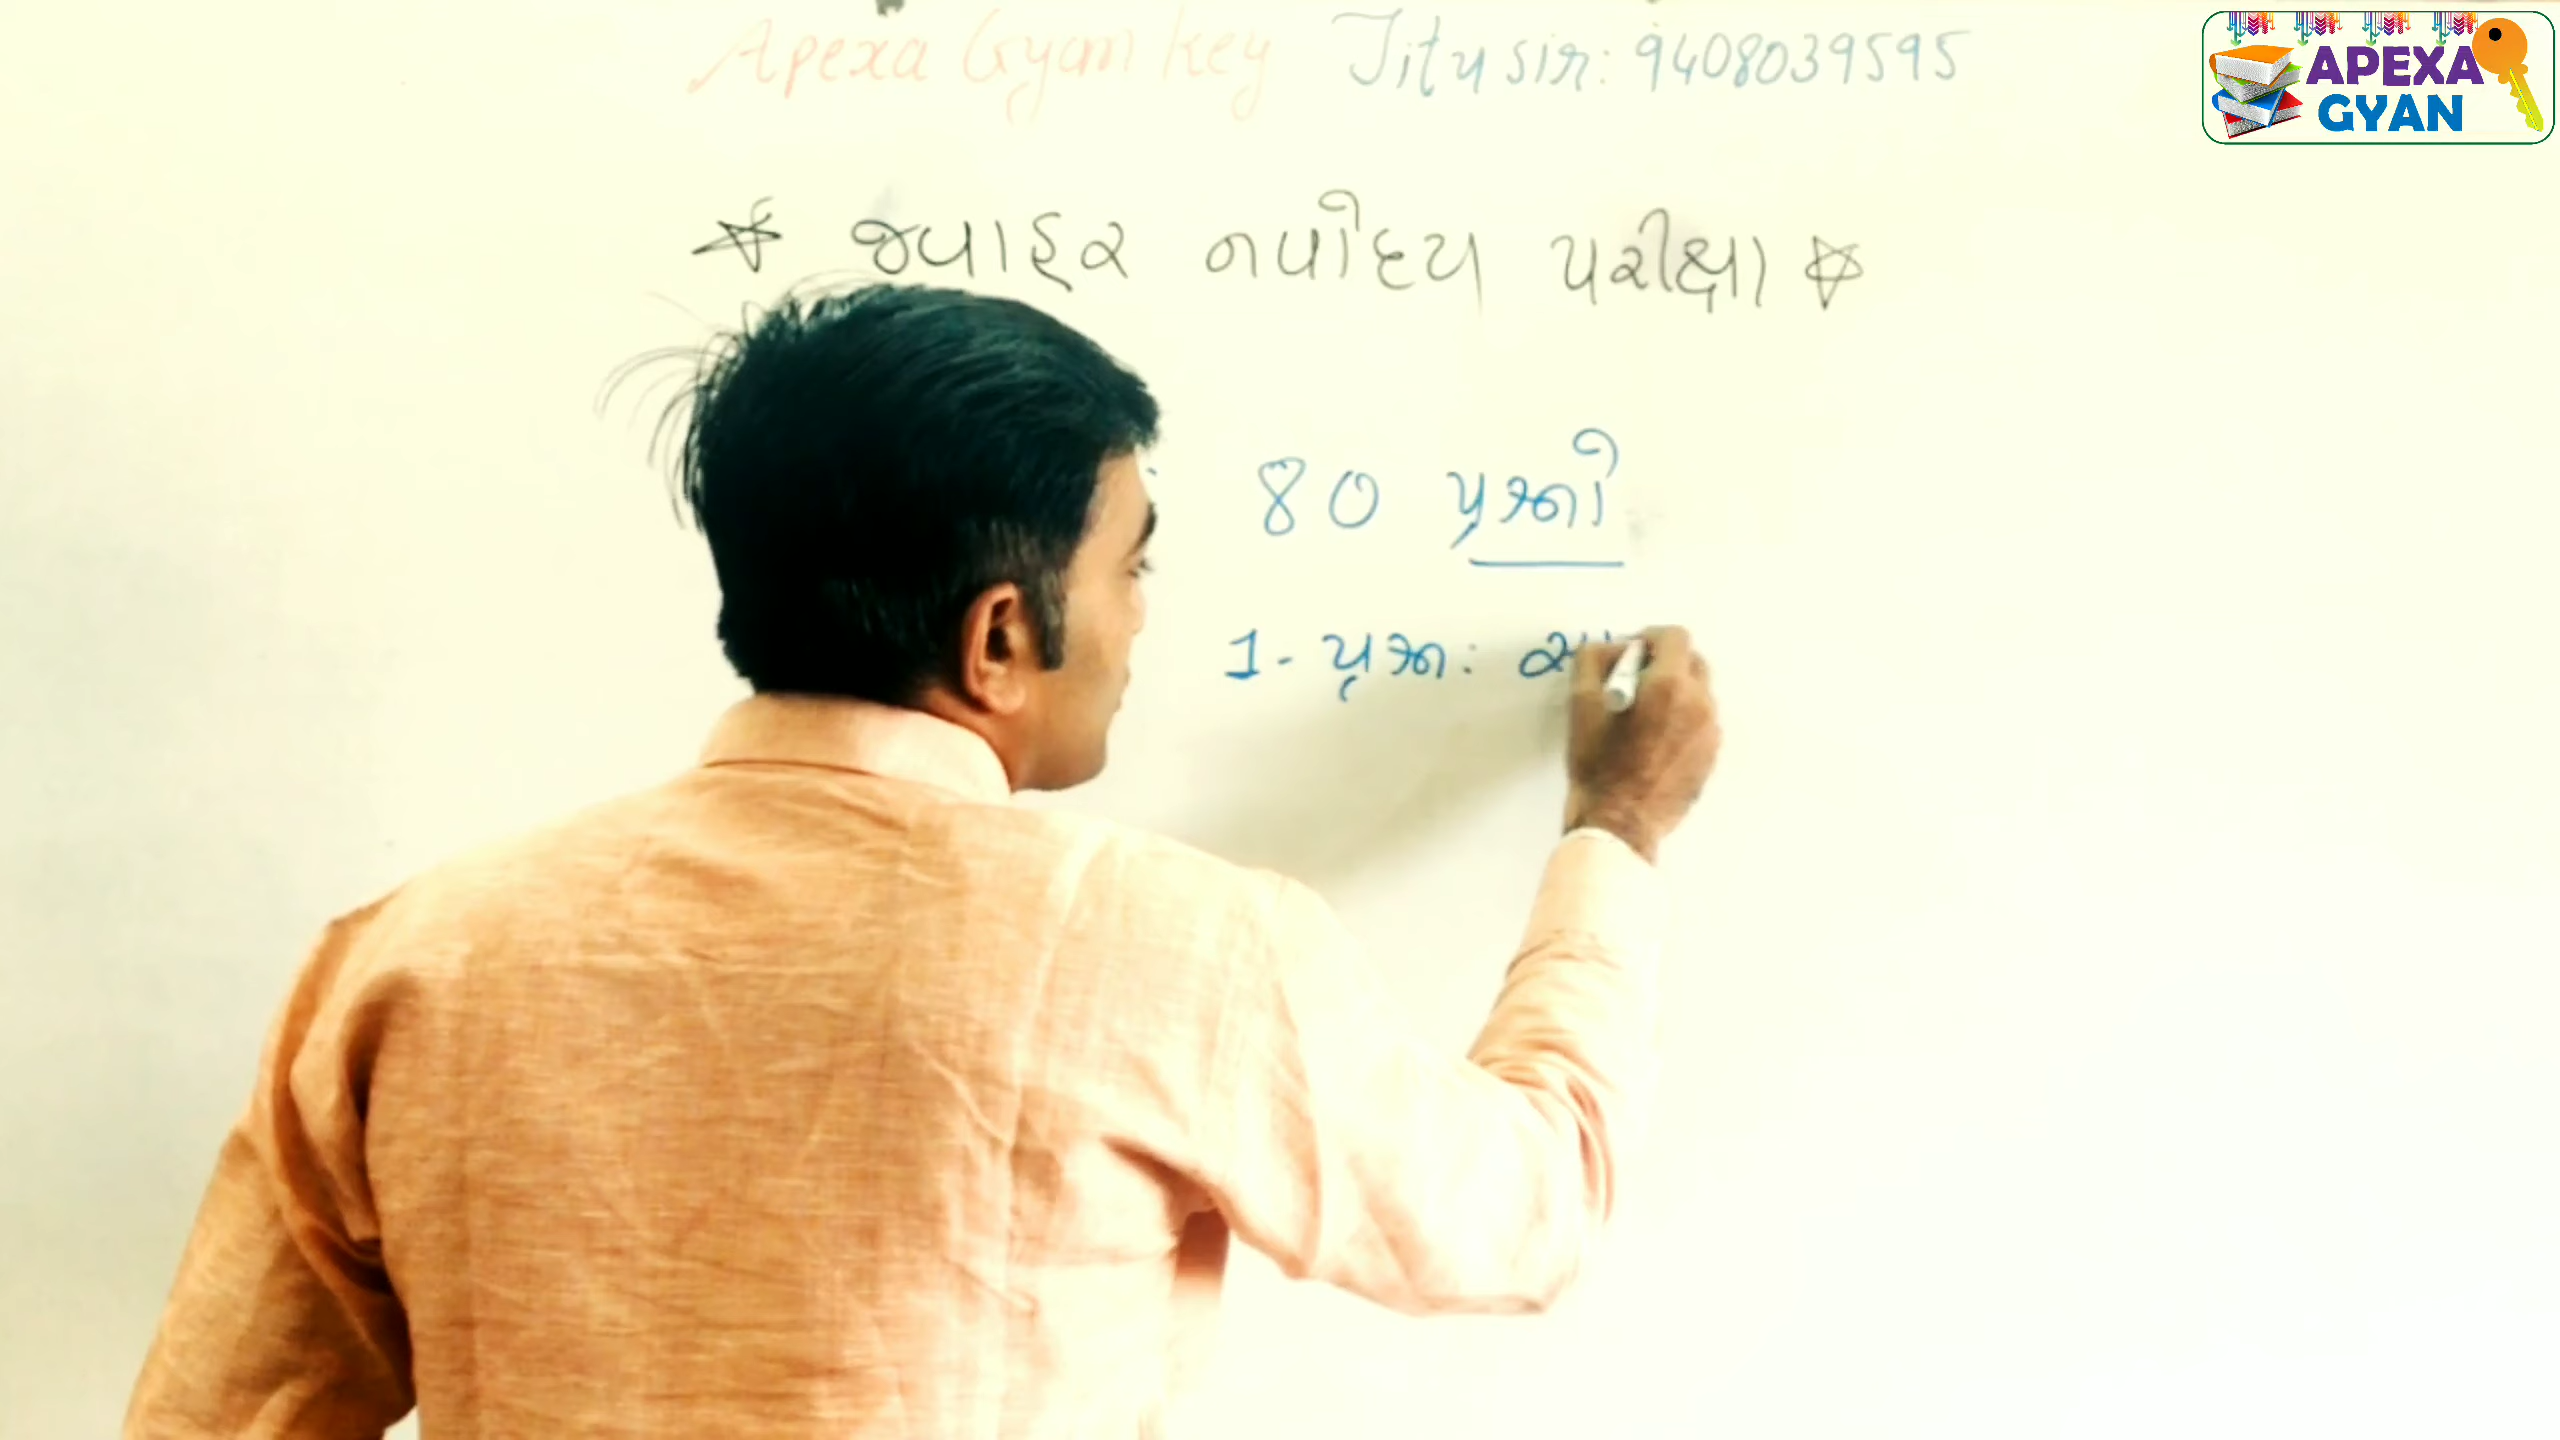 Apexa Gyan Key Jitu sir: 9408039595
APEXA
GYAN
☆ જવાહર નવોદય પરીક્ષા ☆
80 પ્રશ્નો
1- પ્રશ્ન: